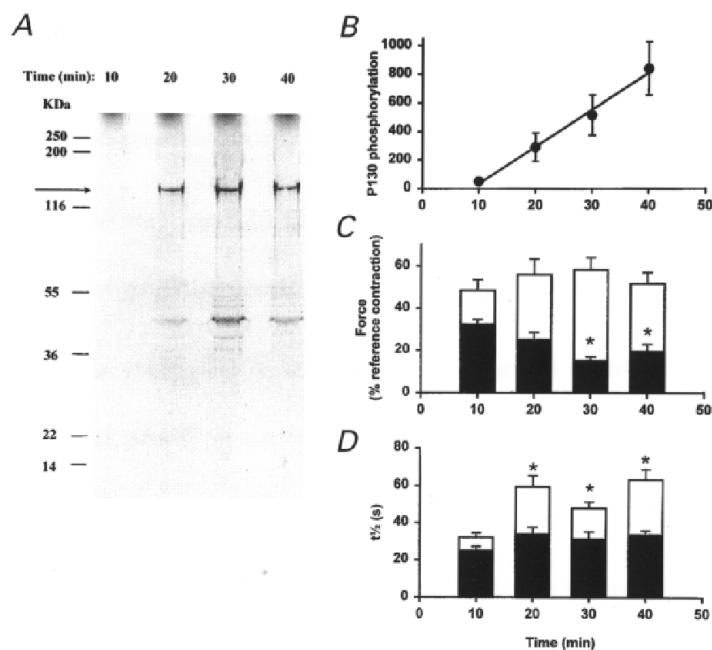 A
Time (min): 10 20 30 40
KDa
250
200
116
55
36
22
14
B
P130 phosphorylation
1000
800
600
400
200
0
0 10 20 30 40 50
C
Force
(% reference contraction)
60
40
20
0
* *
0 10 20 30 40 50
D
t½ (s)
80
60
40
20
0
* * *
0 10 20 30 40 50
Time (min)